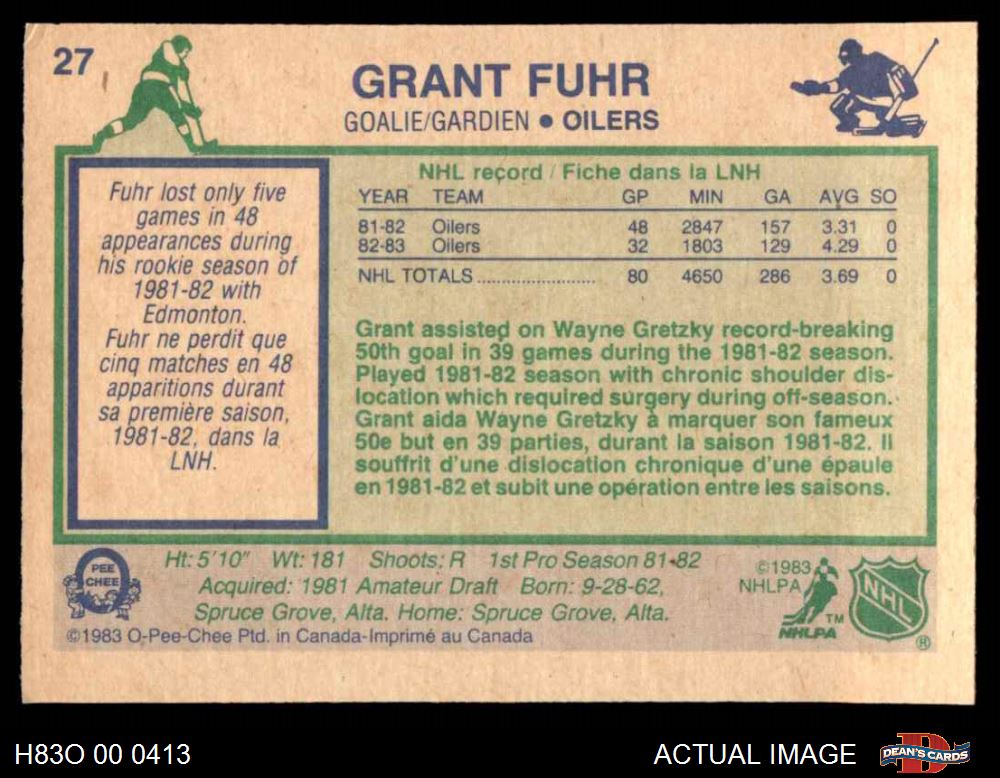 27
GRANT FUHR
GOALIE/GARDIEN • OILERS
Fuhr lost only five
games in 48
appearances during
his rookie season of
1981-82 with
Edmonton.
Fuhr ne perdit que
cinq matches en 48
apparitions durant
sa première saison,
1981-82, dans la
LNH.
NHL record / Fiche dans la LNH
YEAR TEAM GP MIN GA AVG SO
81-82 Oilers 48 2847 157 3.31 0
82-83 Oilers 32 1803 129 4.29 0
NHL TOTALS ........................ 80 4650 286 3.69 0
Grant assisted on Wayne Gretzky record-breaking
50th goal in 39 games during the 1981-82 season.
Played 1981-82 season with chronic shoulder dis-
location which required surgery during off-season.
Grant aida Wayne Gretzky à marquer son fameux
50e but en 39 parties, durant la saison 1981-82. Il
souffrit d'une dislocation chronique d'une épaule
en 1981-82 et subit une opération entre les saisons.
O PEE CHEE
Ht: 5'10" Wt: 181 Shoots: R 1st Pro Season 81-82
Acquired: 1981 Amateur Draft Born: 9-28-62,
Spruce Grove, Alta. Home: Spruce Grove, Alta.
©1983 O-Pee-Chee Ptd. in Canada-Imprimé au Canada
©1983
NHLPA
TM
NHLPA
NHL
®
H83O 00 0413
ACTUAL IMAGE
D
DEAN'S CARDS